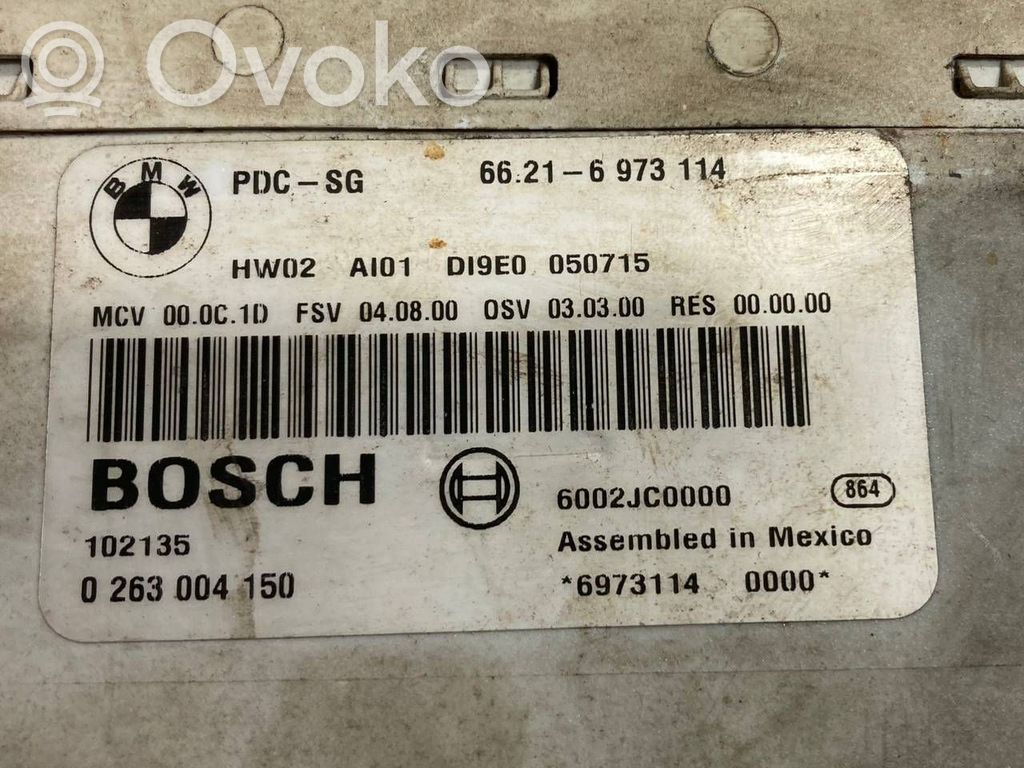 Ovoko
BMW
PDC-SG 66.21-6 973 114
HW02 AI01 DI9E0 050715
MCV 00.0C.1D FSV 04.08.00 OSV 03.03.00 RES 00.00.00
BOSCH
6002JC0000 864
102135 Assembled in Mexico
0 263 004 150 *6973114 0000*